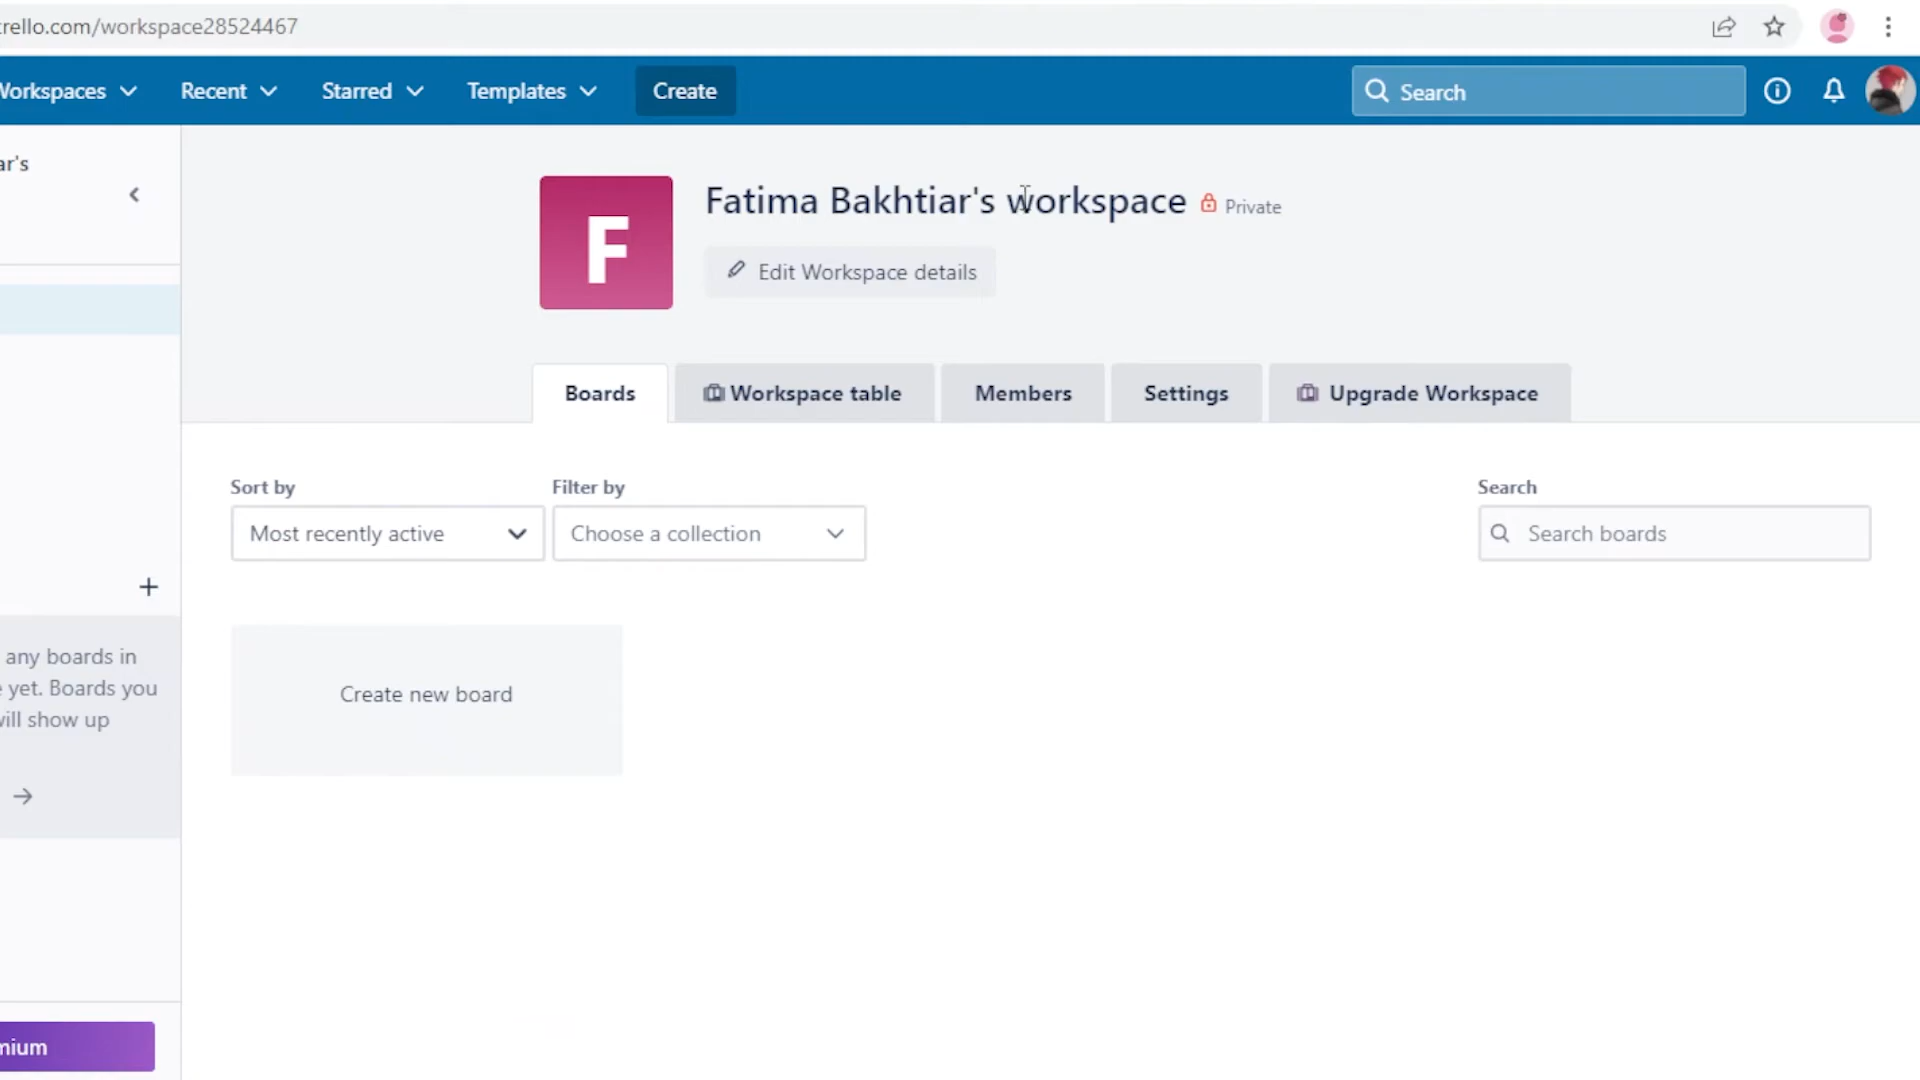 rello.com/workspace28524467
Workspaces Recent Starred Templates Create Search
ar's
F
Fatima Bakhtiar's workspace Private
Edit Workspace details
Boards Workspace table Members Settings Upgrade Workspace
Sort by Filter by Search
Most recently active Choose a collection Search boards
+
any boards in
yet. Boards you
will show up
Create new board
mium